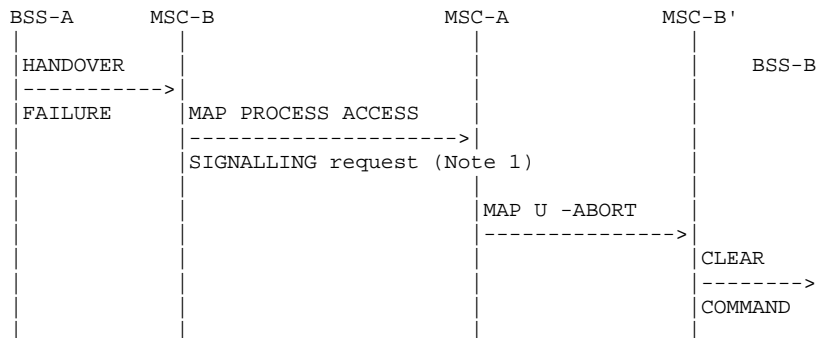 BSS-A MSC-B MSC-A MSC-B'
HANDOVER BSS-B
FAILURE MAP PROCESS ACCESS
SIGNALLING request (Note 1)
MAP U -ABORT
CLEAR
COMMAND